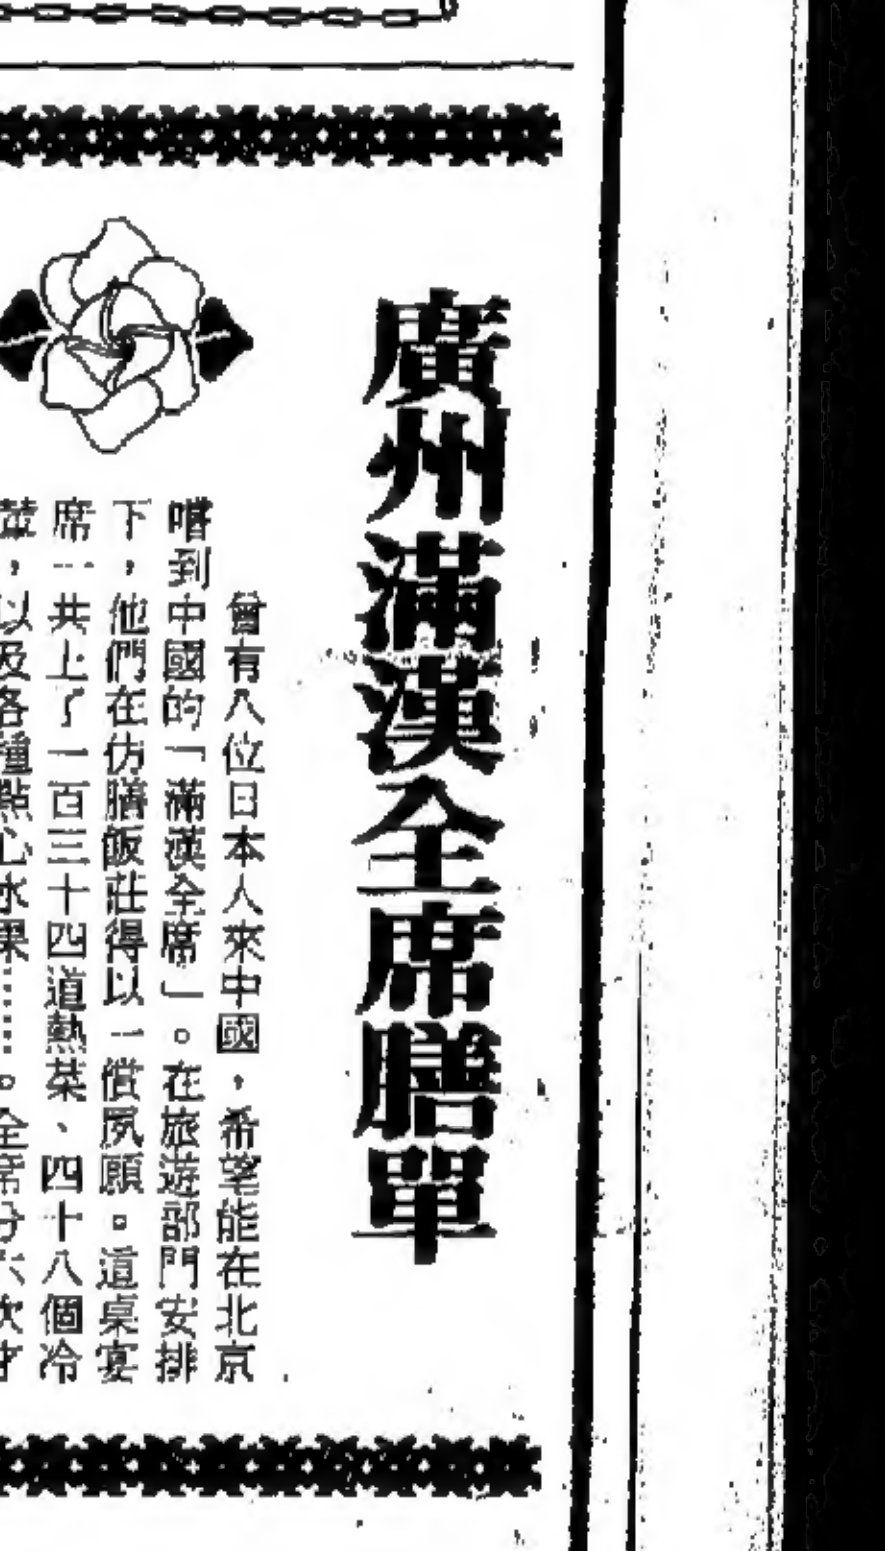 廣州滿漢全席膳單
曾有八位日本人來中國，希望能在北京
嚐到中國的「滿漢全席」。在旅遊部門安排
下，他們在仿膳飯莊得以一償夙願。道桌宴
席一共上了一百三十四道熱菜、四十八個冷
葷，以及各種點心水果……。全席分六次才